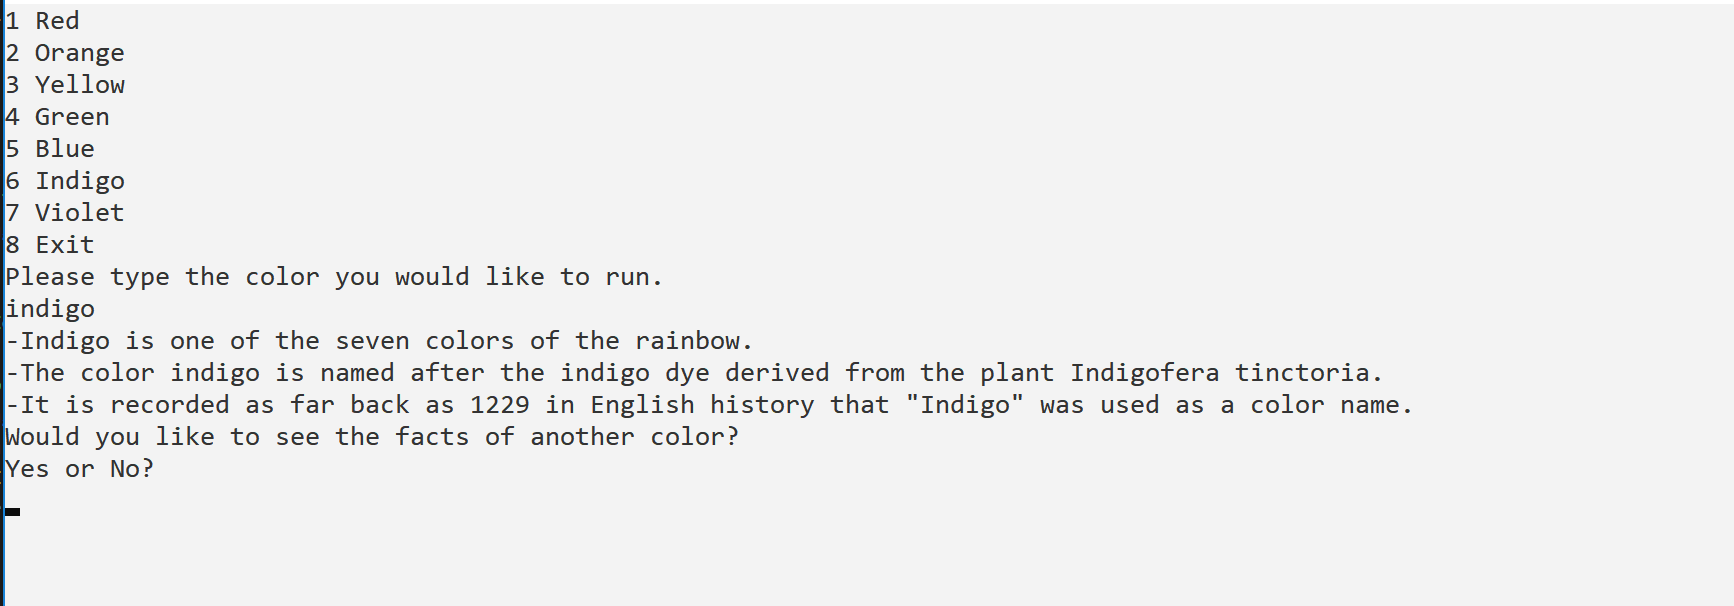 1 Red
2 Orange
3 Yellow
4 Green
5 Blue
6 Indigo
7 Violet
8 Exit
Please type the color you would like to run.
indigo
-Indigo is one of the seven colors of the rainbow.
-The color indigo is named after the indigo dye derived from the plant Indigofera tinctoria.
-It is recorded as far back as 1229 in English history that "Indigo" was used as a color name.
Would you like to see the facts of another color?
Yes or No?